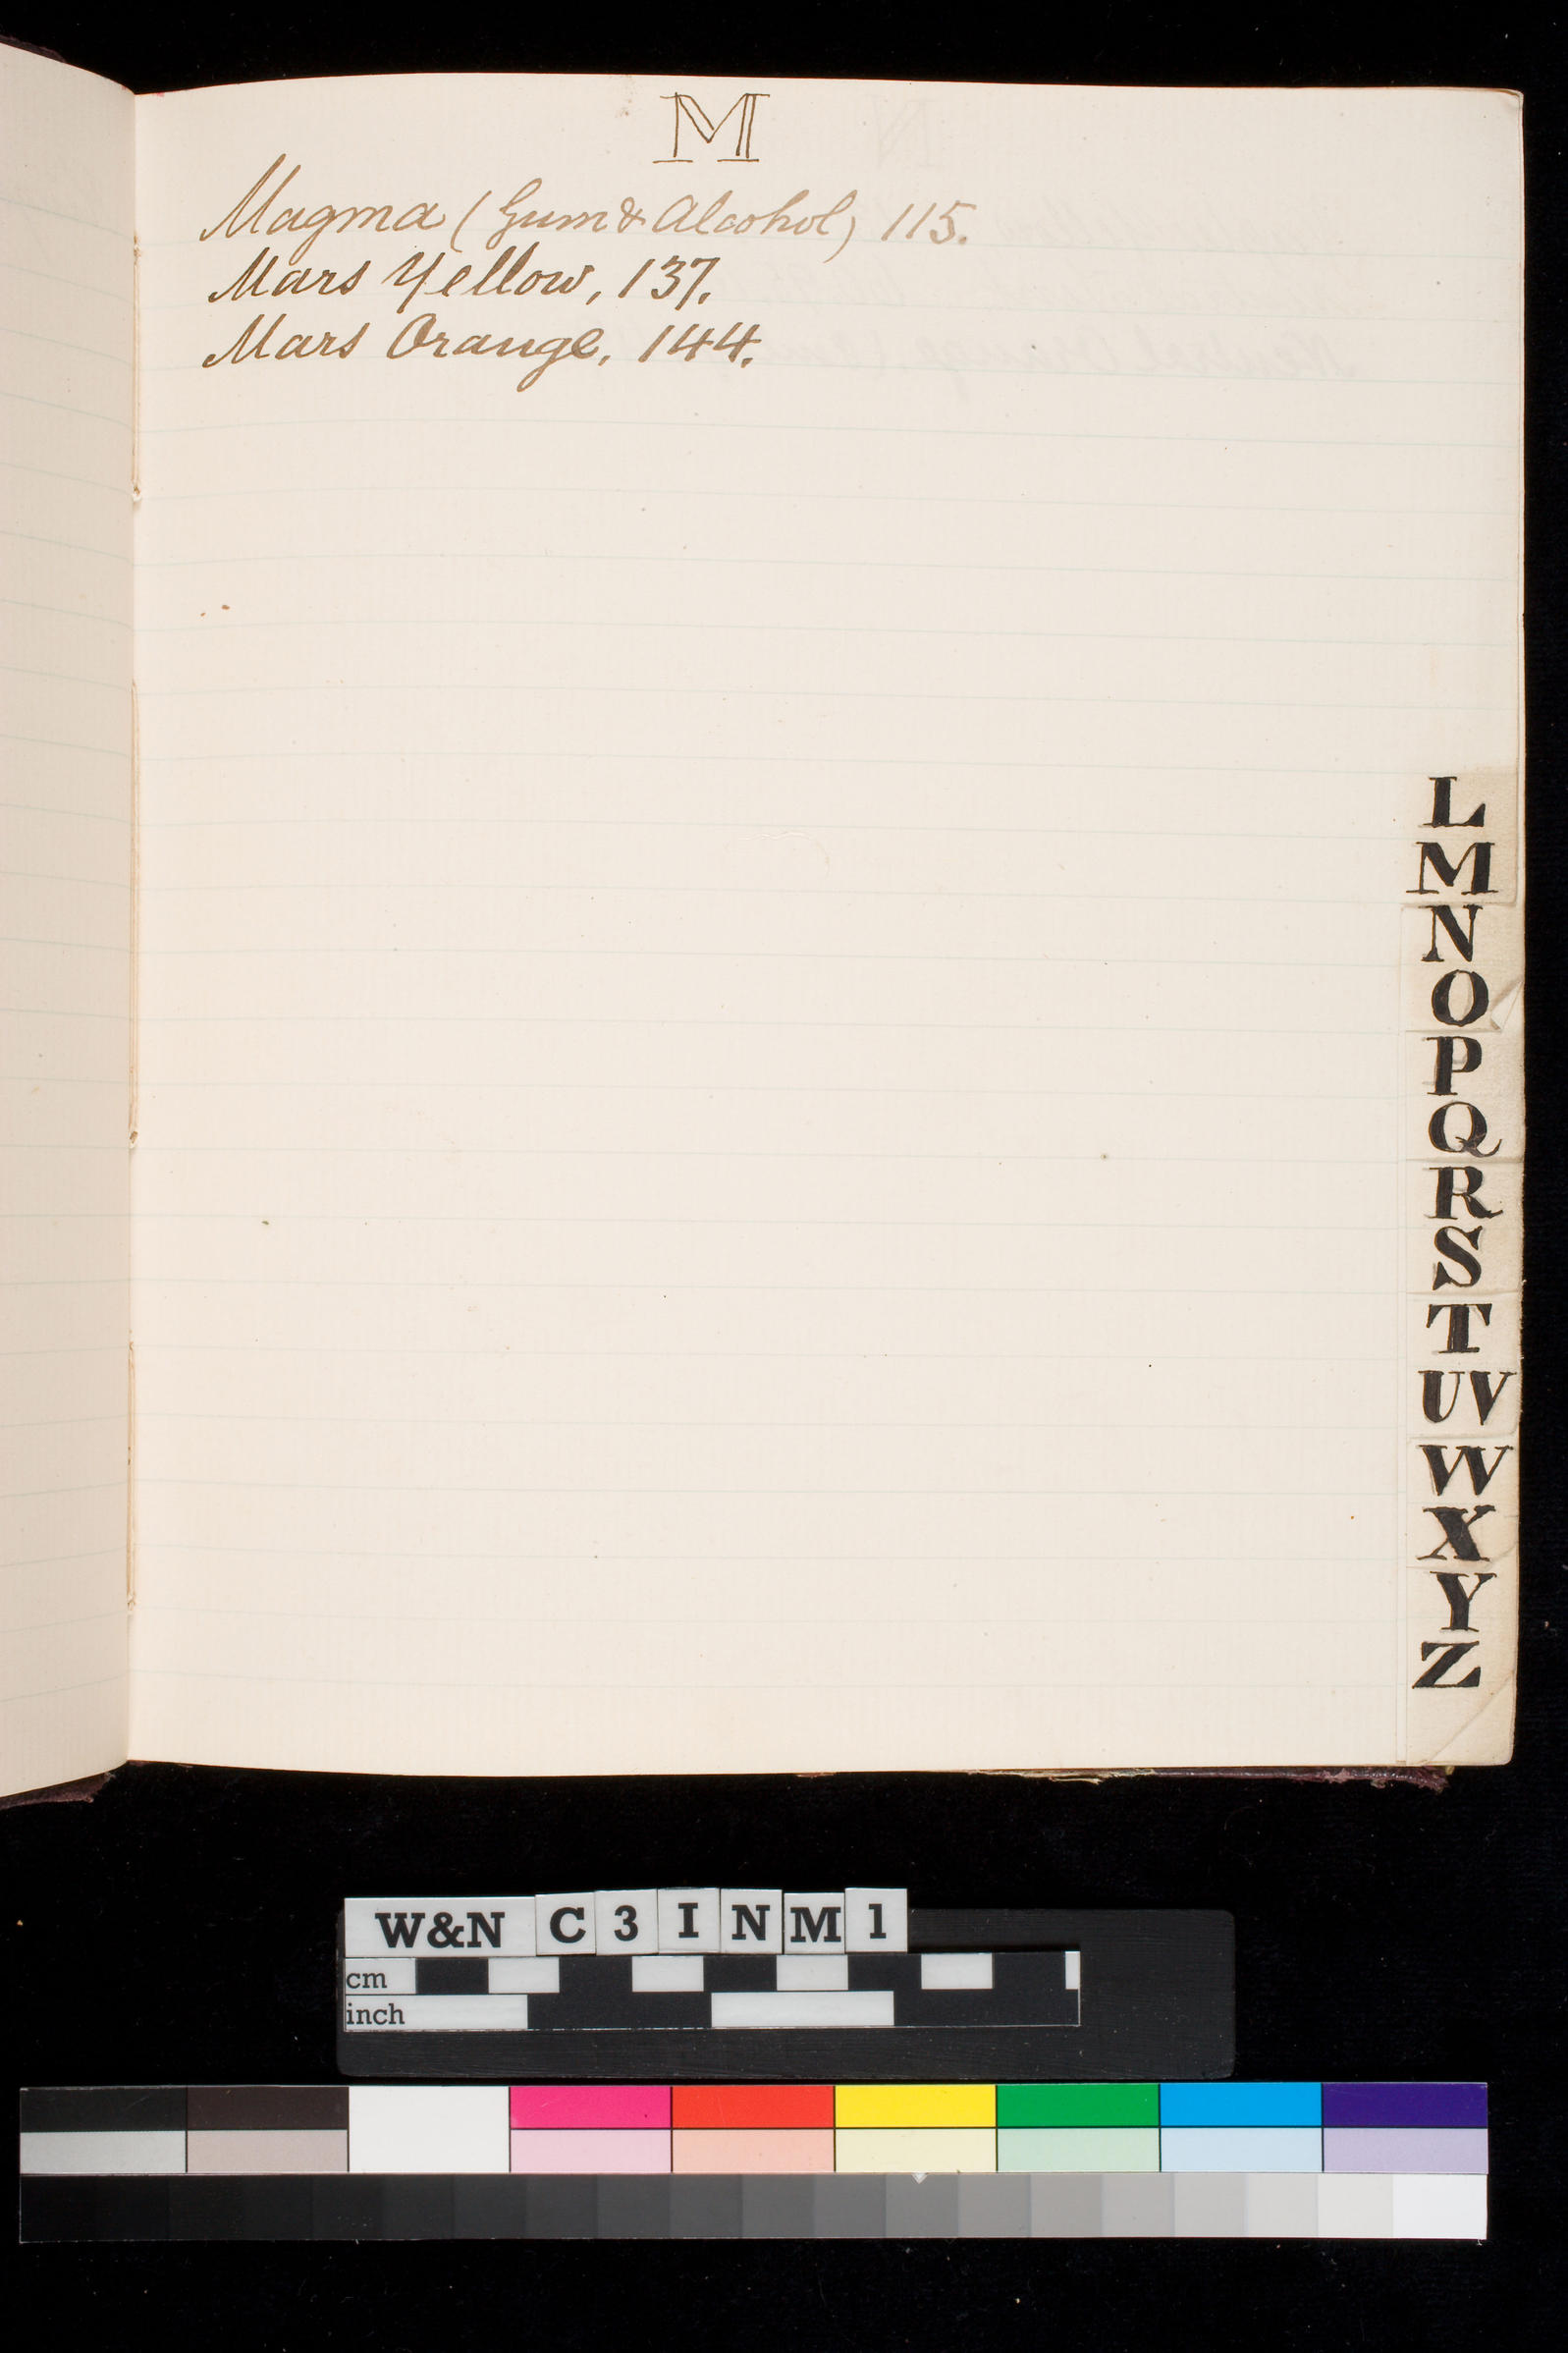 M
Magma (Gum & Alcohol) 115.
Mars Yellow, 137.
Mars Orange, 144.
L
M
N
O
P
Q
R
S
T
UV
W
X
Y
Z
W&N C 3 I N M 1
cm
inch